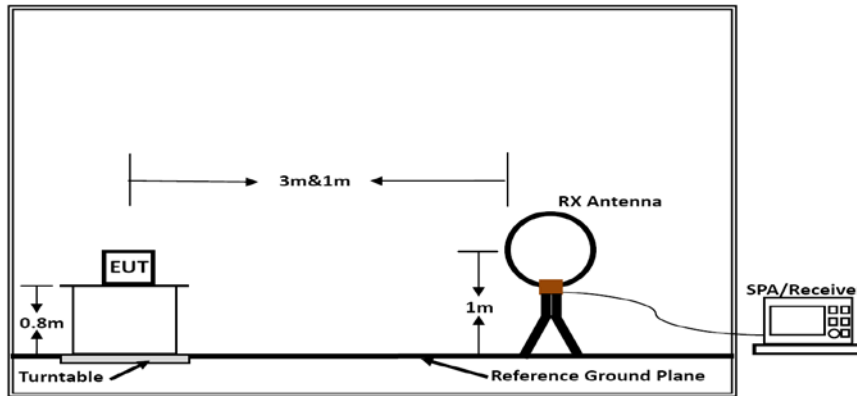 3m&1m
RX Antenna
EUT
SPA/Receive
0.8m
1m
Turntable
Reference Ground Plane